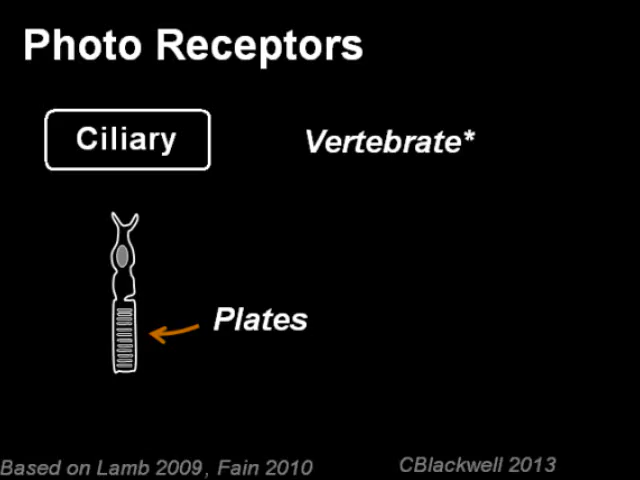 Photo Receptors
Ciliary
Vertebrate*
Plates
Based on Lamb 2009, Fain 2010
CBlackwell 2013